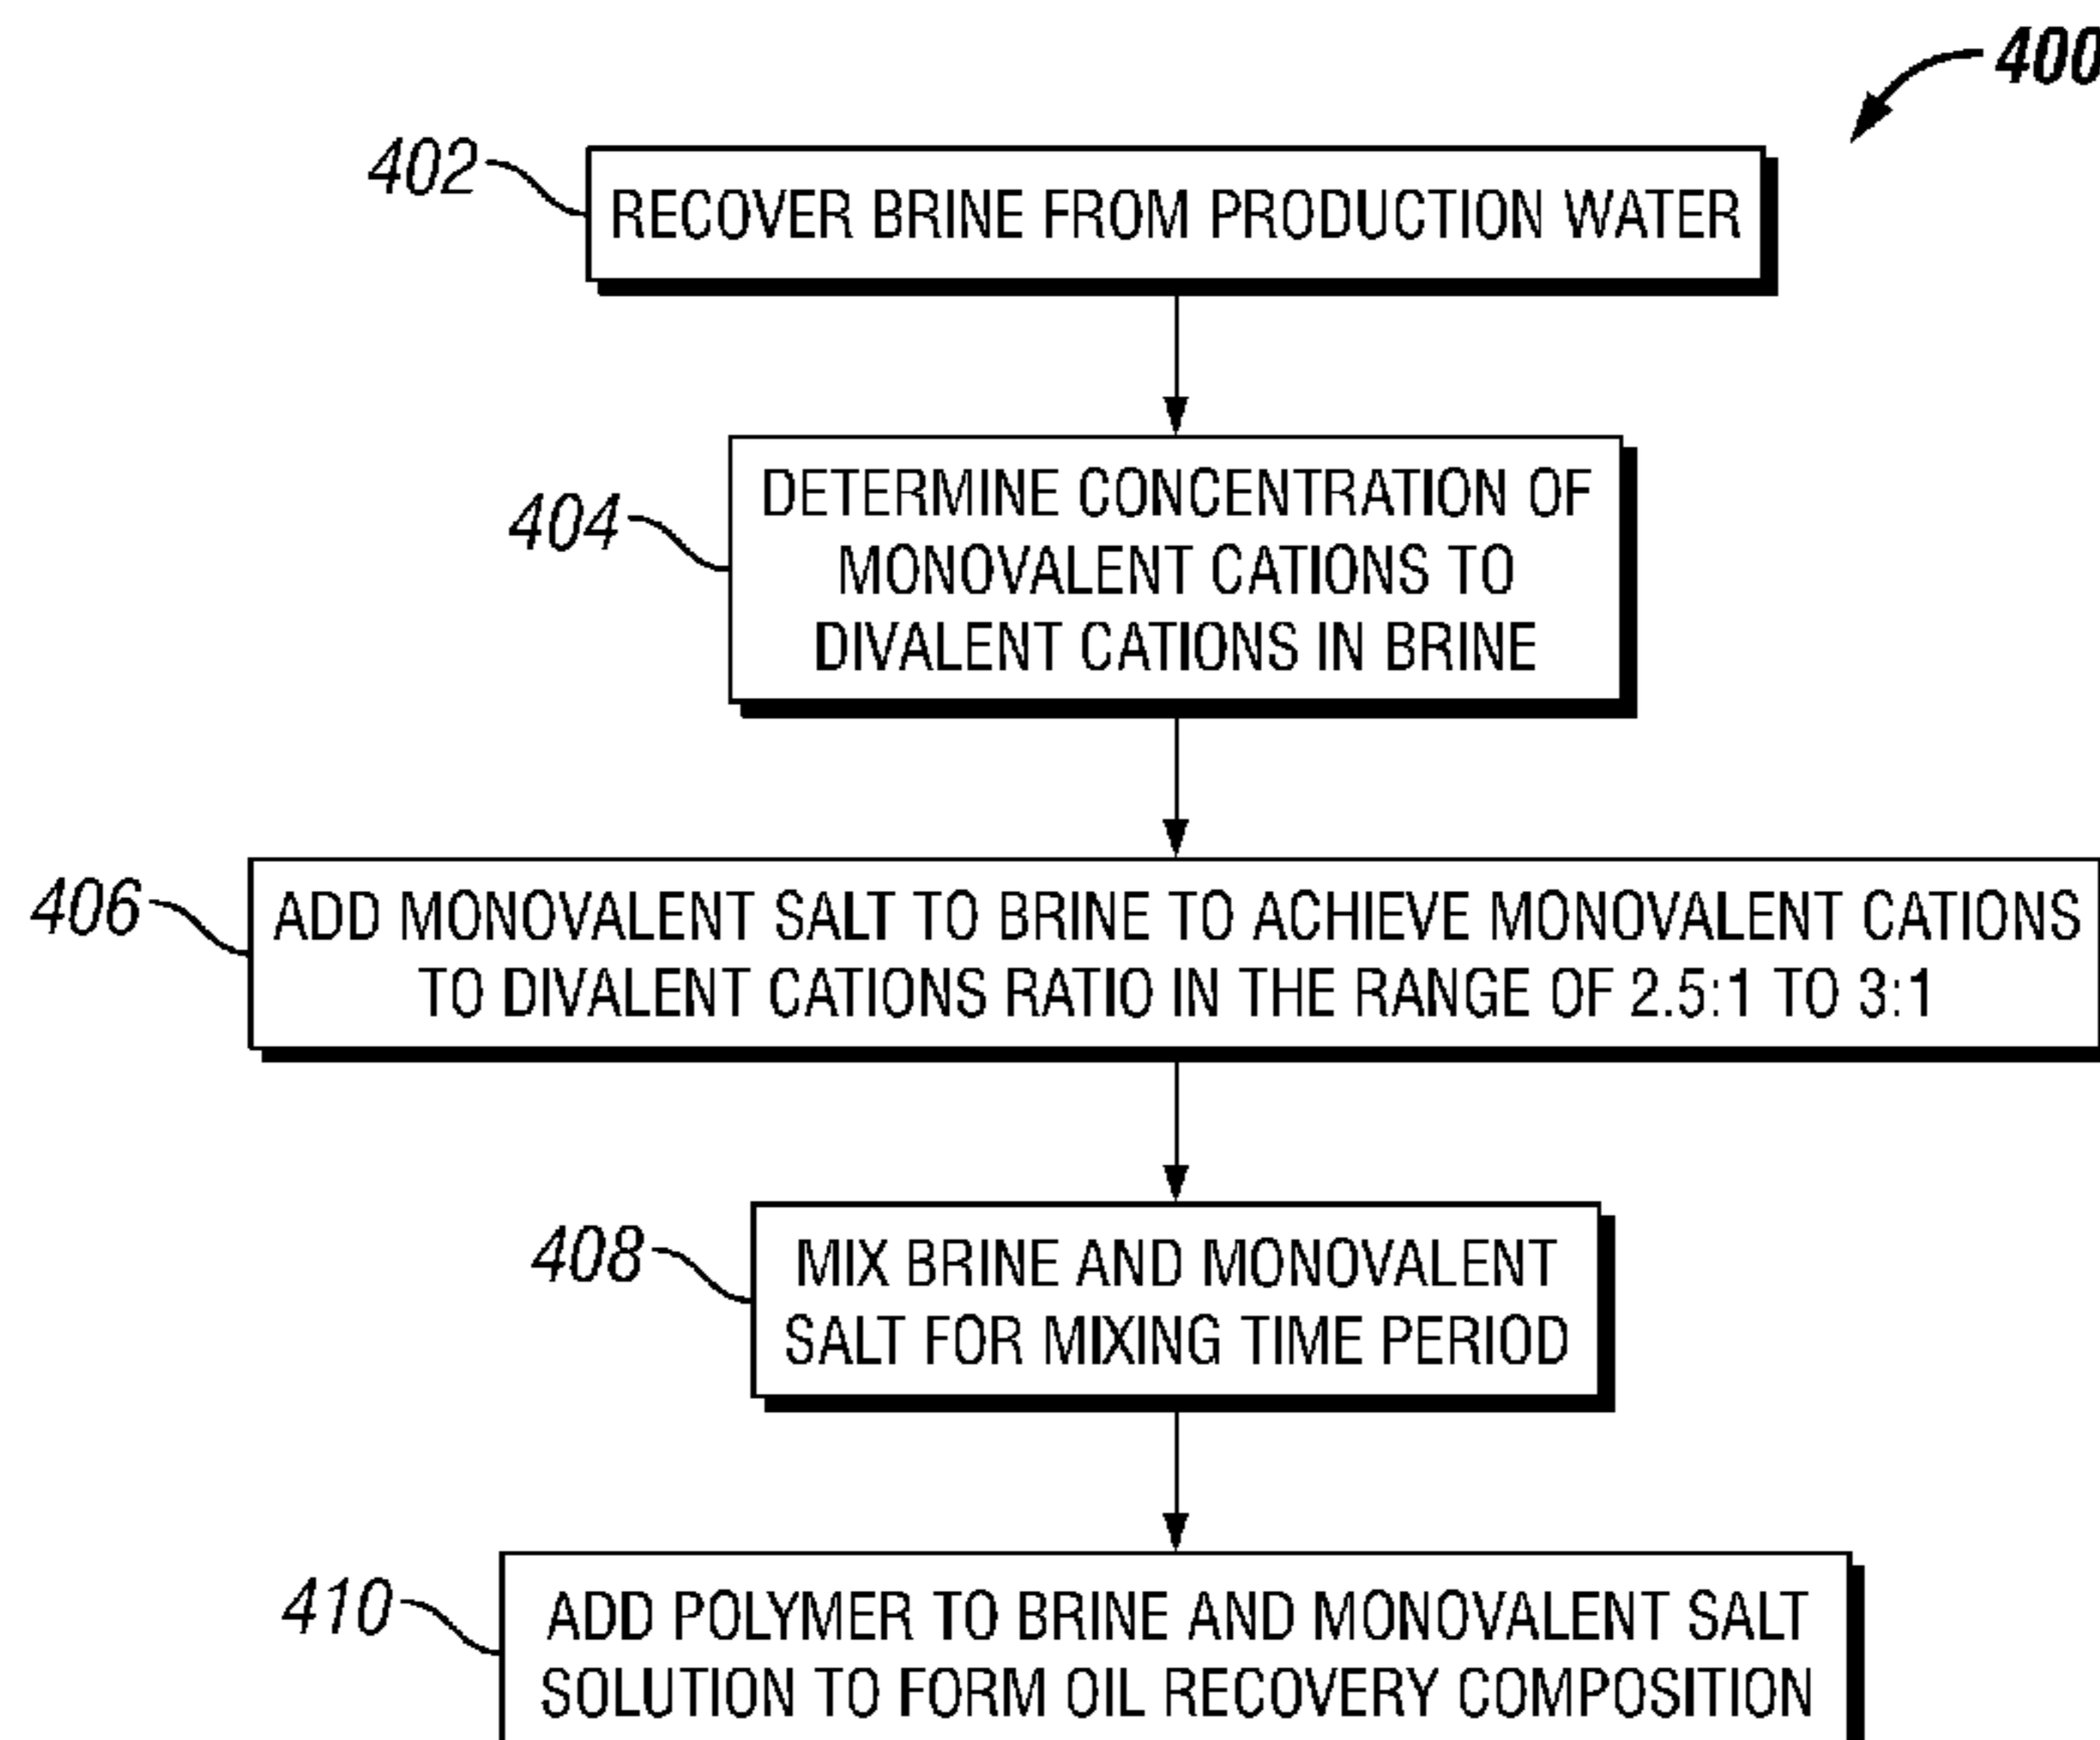 400
402
RECOVER BRINE FROM PRODUCTION WATER
404
DETERMINE CONCENTRATION OF
MONOVALENT CATIONS TO
DIVALENT CATIONS IN BRINE
406
ADD MONOVALENT SALT TO BRINE TO ACHIEVE MONOVALENT CATIONS
TO DIVALENT CATIONS RATIO IN THE RANGE OF 2.5:1 TO 3:1
408
MIX BRINE AND MONOVALENT
SALT FOR MIXING TIME PERIOD
410
ADD POLYMER TO BRINE AND MONOVALENT SALT
SOLUTION TO FORM OIL RECOVERY COMPOSITION